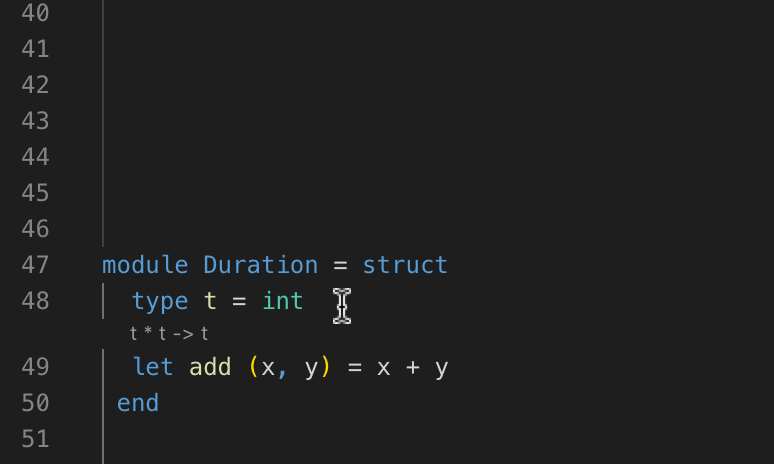 40
41
42
43
44
45
46
47 module Duration = struct
48 type t = int
t * t -> t
49 let add (x, y) = x + y
50 end
51